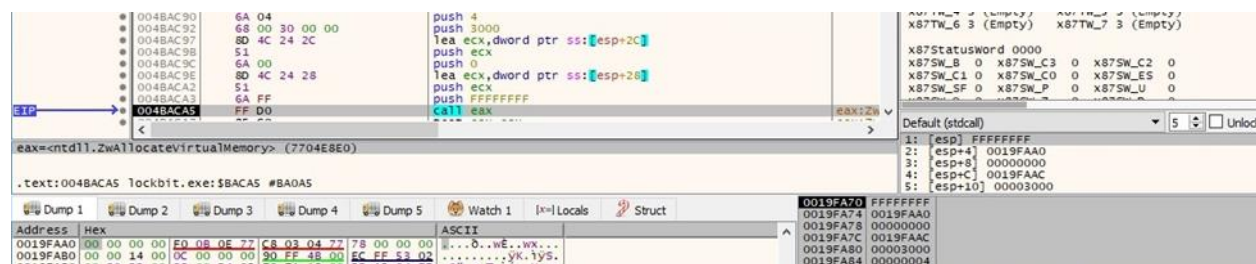 004BAC90 6A 04 push 4
004BAC92 68 00 30 00 00 push 3000
004BAC97 8D 4C 24 2C lea ecx,dword ptr ss:[esp+2C]
004BAC9B 51 push ecx
004BAC9C 6A 00 push 0
004BAC9E 8D 4C 24 28 lea ecx,dword ptr ss:[esp+28]
004BACA2 51 push ecx
004BACA3 6A FF push FFFFFFFF
EIP 004BACA5 FF D0 call eax eax:Zw
eax=<ntdll.ZwAllocateVirtualMemory> (7704E8E0)
.text:004BACA5 lockbit.exe:$BACA5 #BA0A5
x87TW_6 3 (Empty) x87TW_7 3 (Empty)
x87StatusWord 0000
x87SW_B 0 x87SW_C3 0 x87SW_C2 0
x87SW_C1 0 x87SW_C0 0 x87SW_ES 0
x87SW_SF 0 x87SW_P 0 x87SW_U 0
Default (stdcall) 5 Unloc
1: [esp] FFFFFFFF
2: [esp+4] 0019FAA0
3: [esp+8] 00000000
4: [esp+C] 0019FAAC
5: [esp+10] 00003000
Dump 1 Dump 2 Dump 3 Dump 4 Dump 5 Watch 1 [x=] Locals Struct
Address Hex ASCII
0019FAA0 00 00 00 00 F0 0B 0E 77 C8 03 04 77 78 00 00 00 ....ð..wÈ..wx...
0019FAB0 00 00 14 00 0C 00 00 00 90 FF 4B 00 EC FF 53 02 .........ÿK.ìÿS.
0019FA70 FFFFFFFF
0019FA74 0019FAA0
0019FA78 00000000
0019FA7C 0019FAAC
0019FA80 00003000
0019FA84 00000004